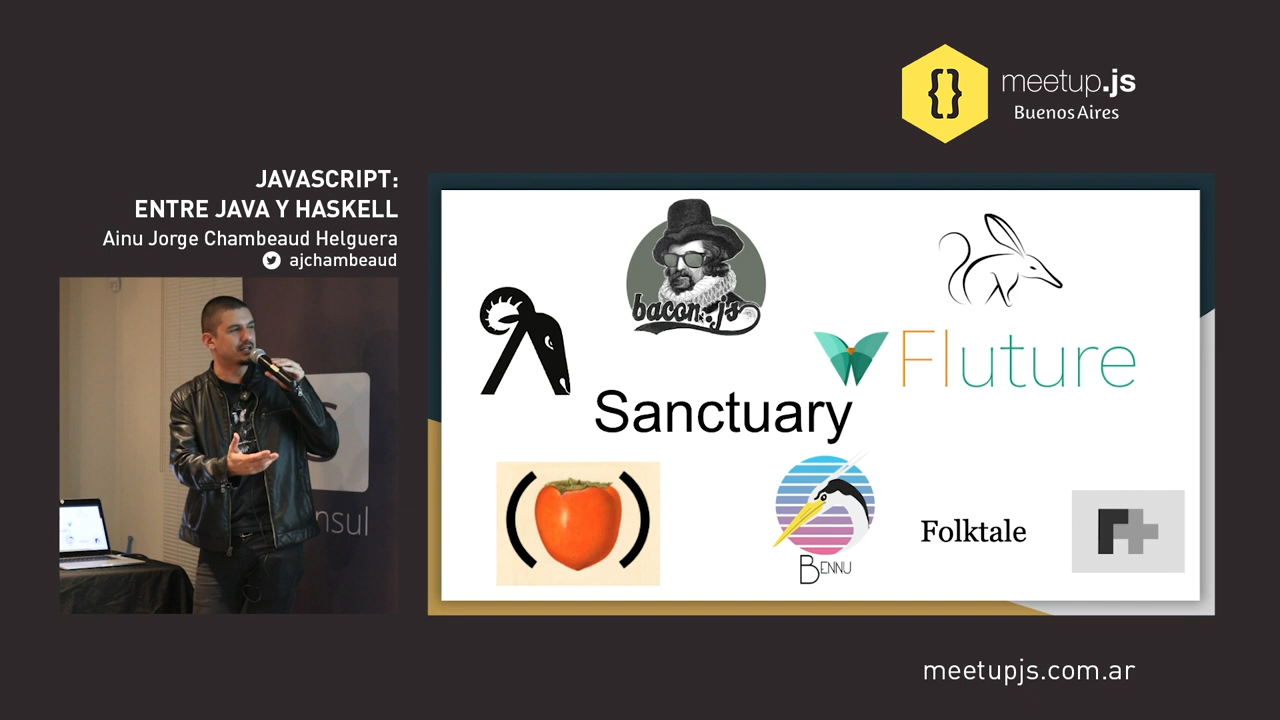 {}
meetup.js
Buenos Aires
JAVASCRIPT:
ENTRE JAVA Y HASKELL
Ainu Jorge Chambeaud Helguera
ajchambeaud
bacon.js
Fluture
Sanctuary
( )
BENNU
Folktale
nsul
meetupjs.com.ar